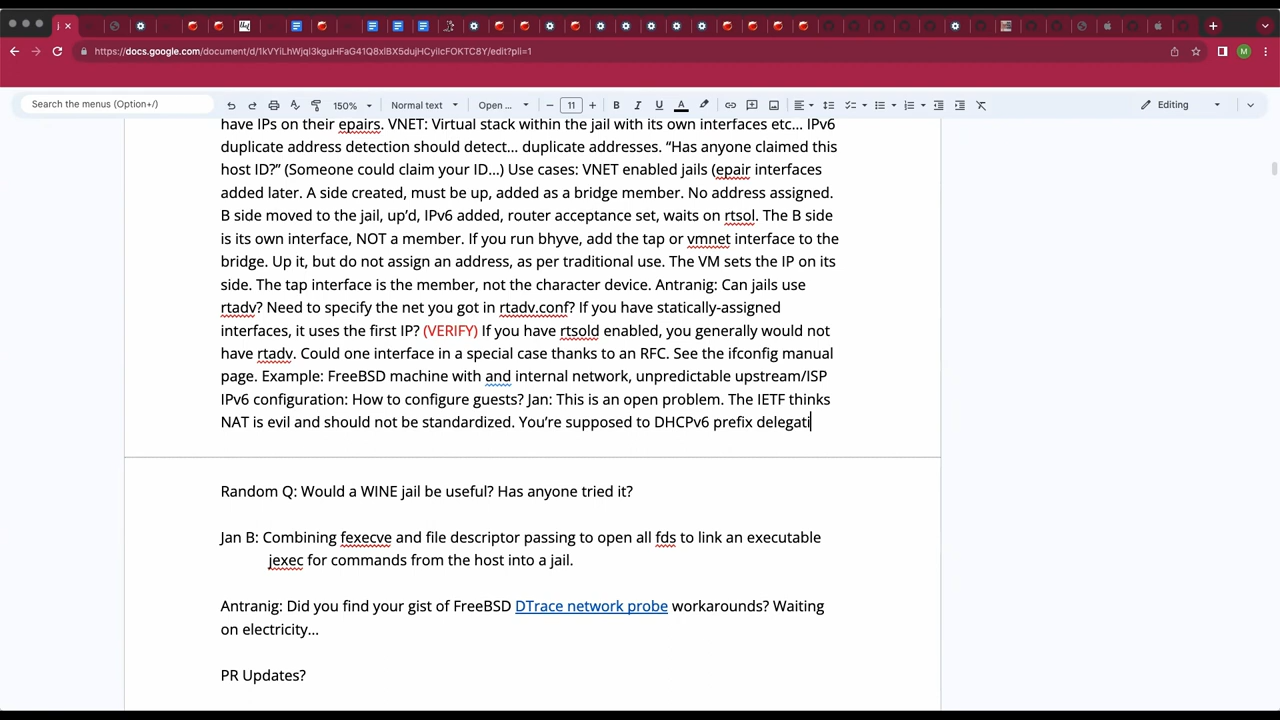 j
https://docs.google.com/document/d/1kVYiLhWjqI3kguHFaG41Q8xlBX5dujHCyiIcFOKTC8Y/edit?pli=1
M
Search the menus (Option+/)
150%
Normal text
Open ...
11
B I U A
Editing
have IPs on their epairs. VNET: Virtual stack within the jail with its own interfaces etc... IPv6
duplicate address detection should detect... duplicate addresses. “Has anyone claimed this
host ID?” (Someone could claim your ID...) Use cases: VNET enabled jails (epair interfaces
added later. A side created, must be up, added as a bridge member. No address assigned.
B side moved to the jail, up’d, IPv6 added, router acceptance set, waits on rtsol. The B side
is its own interface, NOT a member. If you run bhyve, add the tap or vmnet interface to the
bridge. Up it, but do not assign an address, as per traditional use. The VM sets the IP on its
side. The tap interface is the member, not the character device. Antranig: Can jails use
rtadv? Need to specify the net you got in rtadv.conf? If you have statically-assigned
interfaces, it uses the first IP? (VERIFY) If you have rtsold enabled, you generally would not
have rtadv. Could one interface in a special case thanks to an RFC. See the ifconfig manual
page. Example: FreeBSD machine with and internal network, unpredictable upstream/ISP
IPv6 configuration: How to configure guests? Jan: This is an open problem. The IETF thinks
NAT is evil and should not be standardized. You’re supposed to DHCPv6 prefix delegati
Random Q: Would a WINE jail be useful? Has anyone tried it?
Jan B: Combining fexecve and file descriptor passing to open all fds to link an executable
jexec for commands from the host into a jail.
Antranig: Did you find your gist of FreeBSD DTrace network probe workarounds? Waiting
on electricity...
PR Updates?